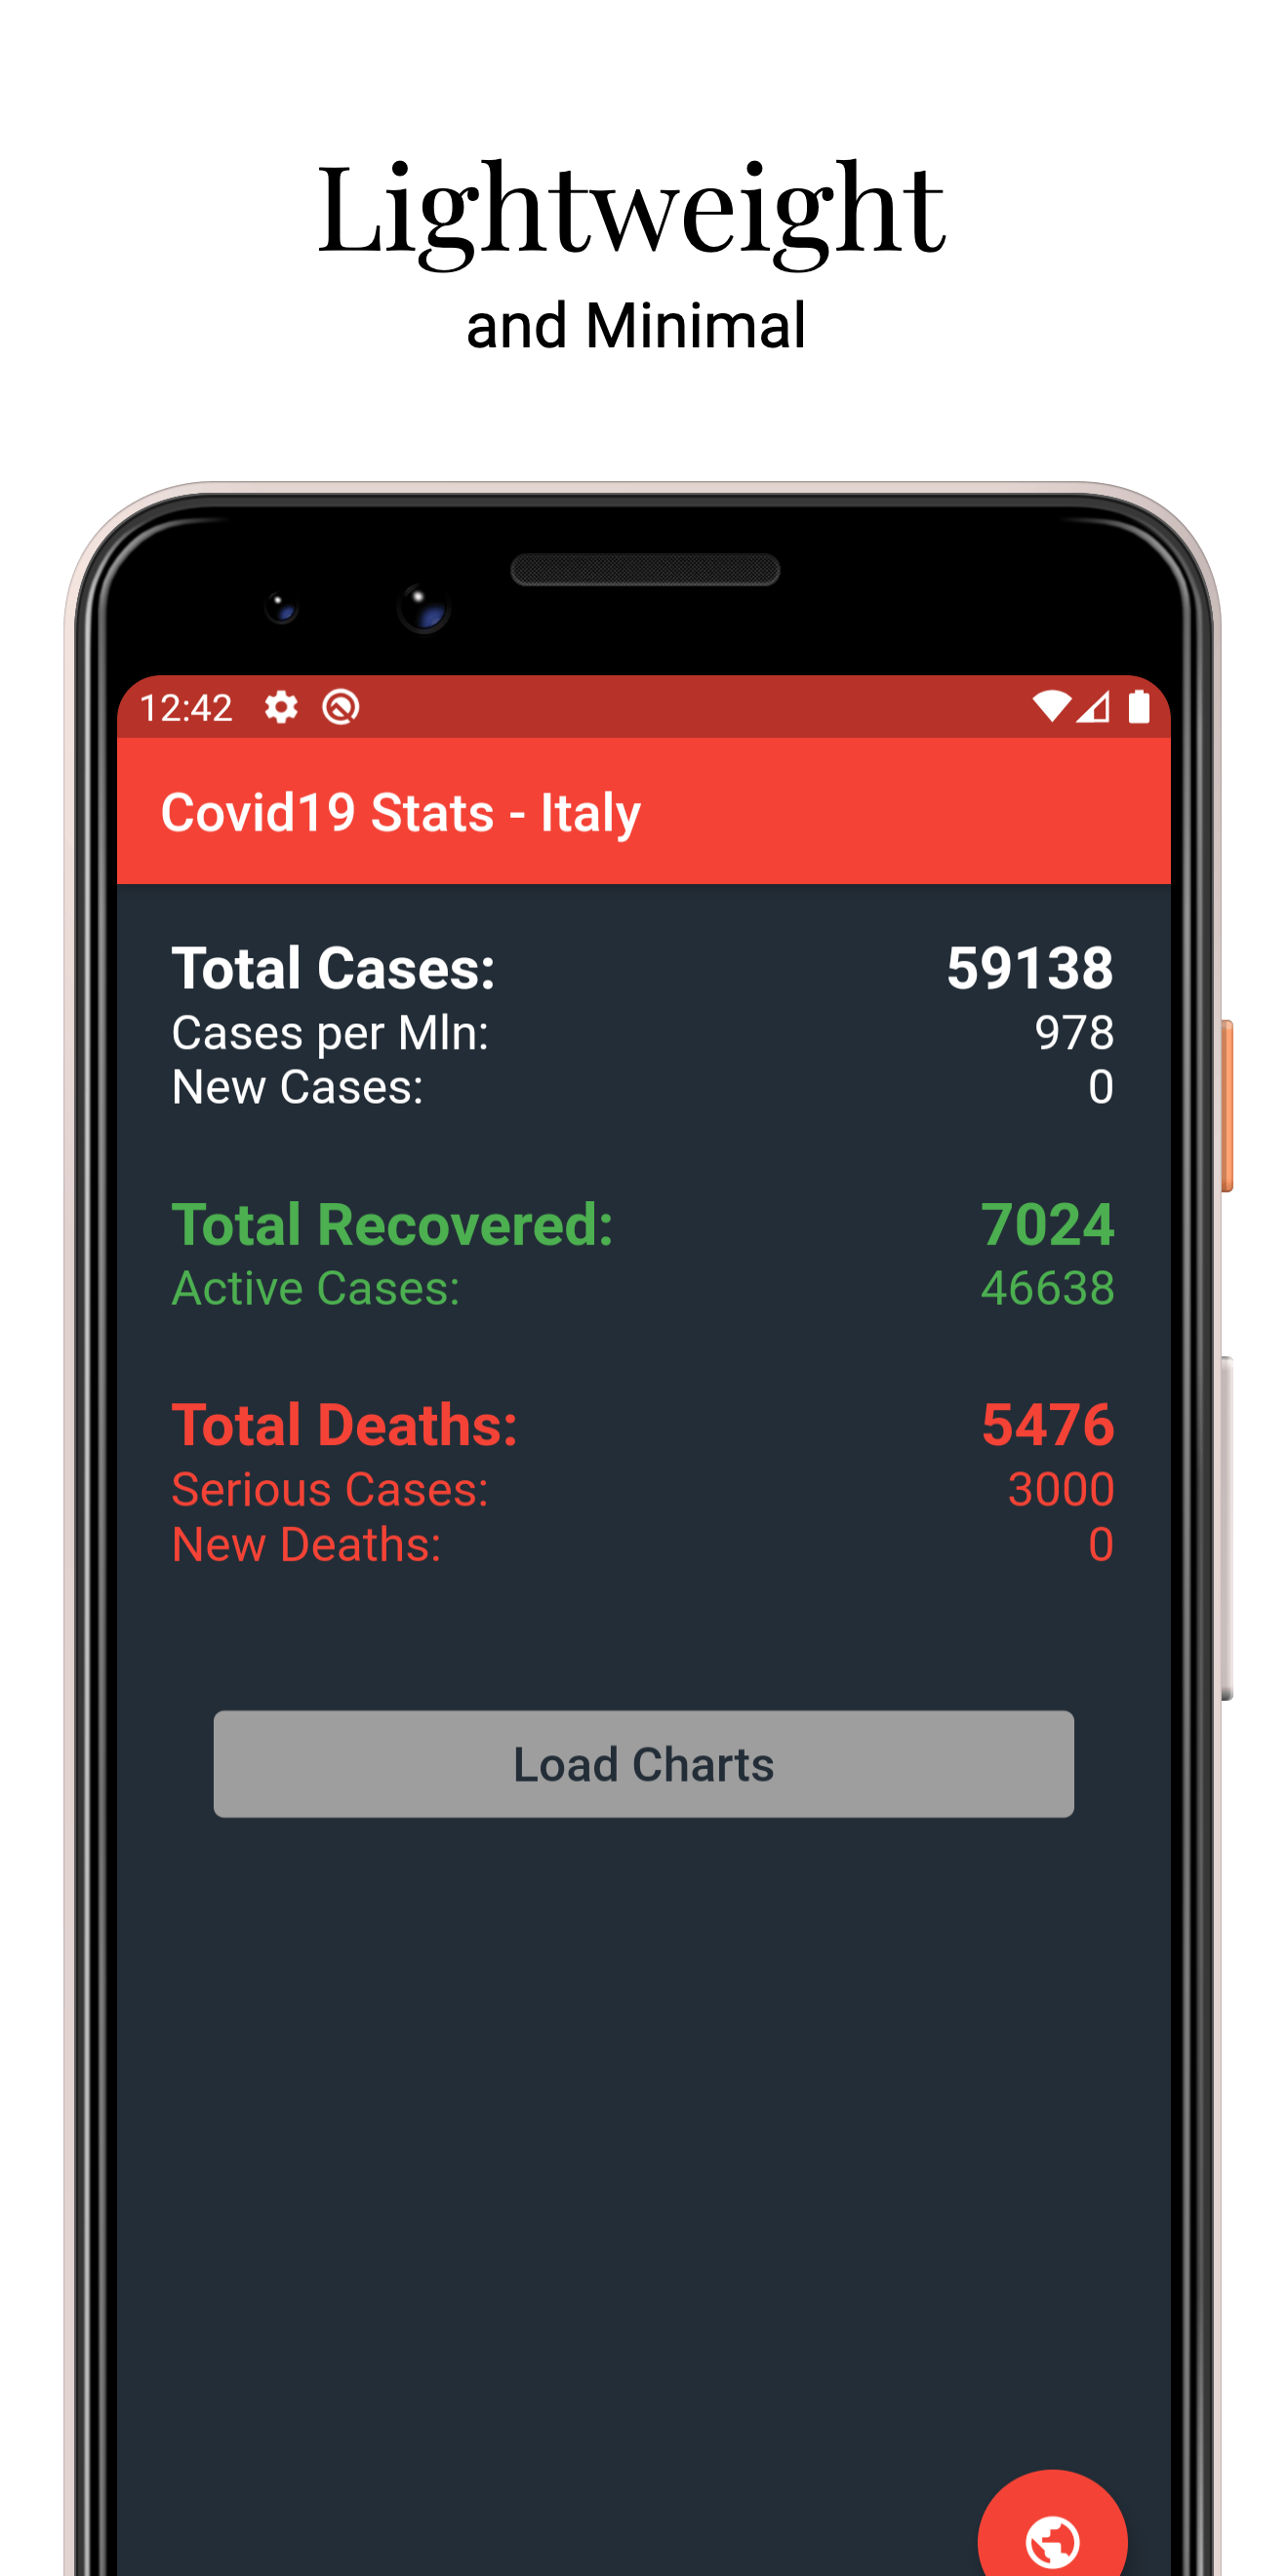 Lightweight
and Minimal
12:42
Covid19 Stats - Italy
Total Cases: 59138
Cases per Mln: 978
New Cases: 0
Total Recovered: 7024
Active Cases: 46638
Total Deaths: 5476
Serious Cases: 3000
New Deaths: 0
Load Charts